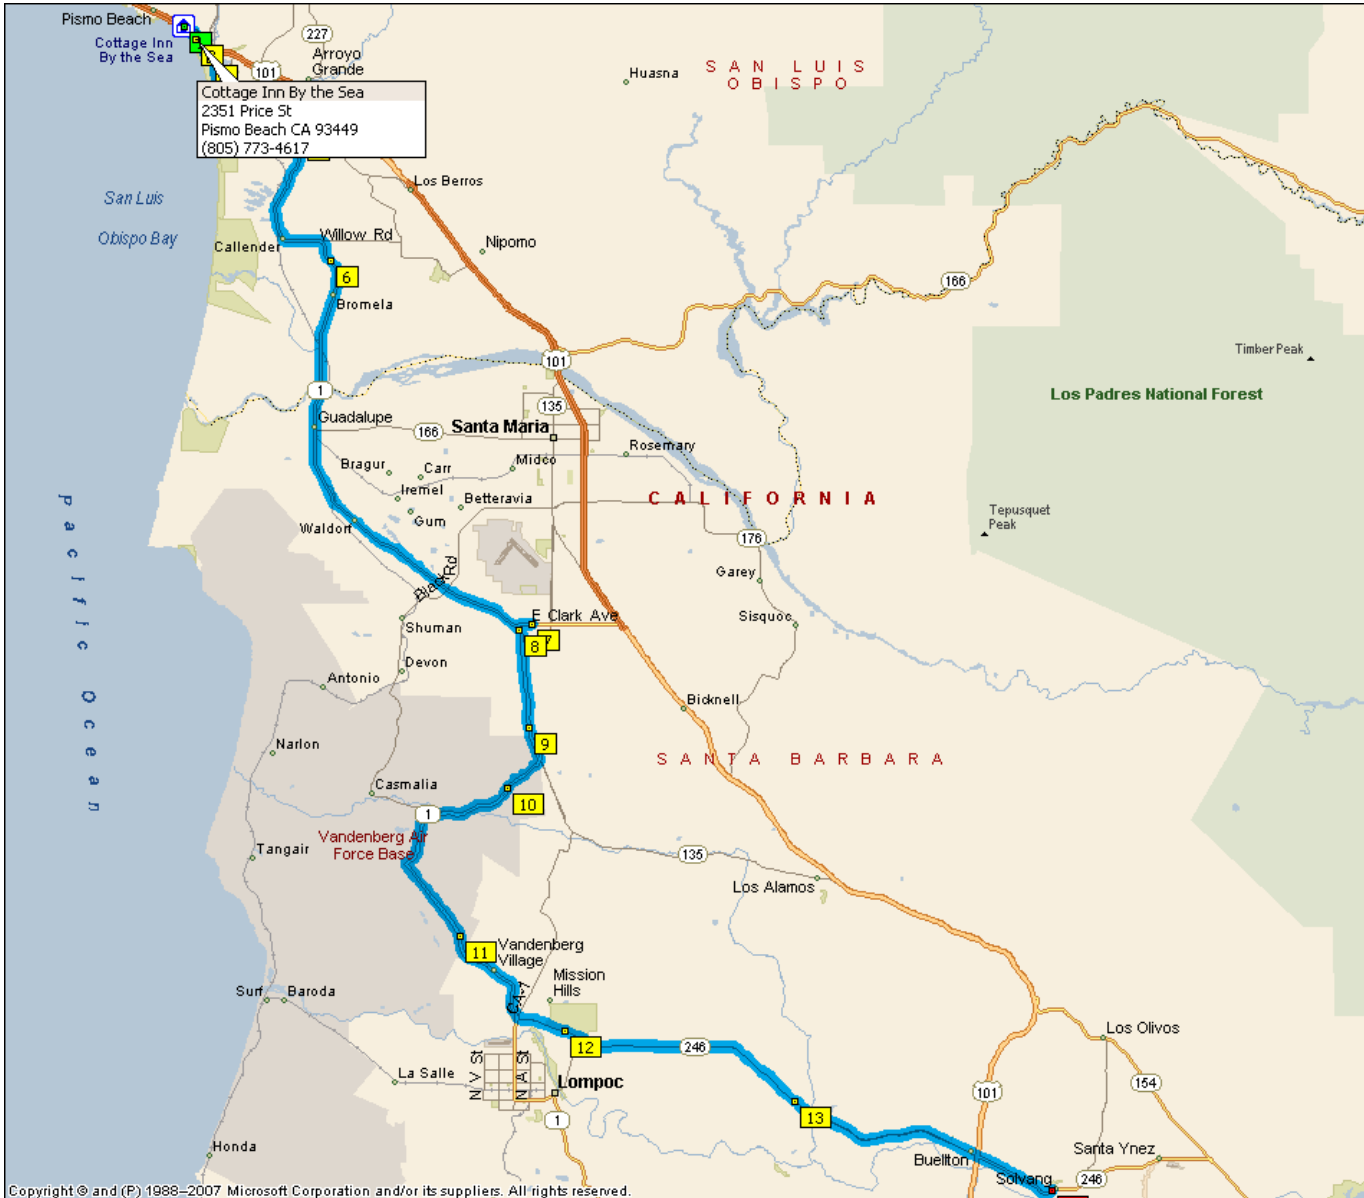 Pismo Beach
Cottage Inn
By the Sea
227
101
Arroyo
Grande
Huasna
SAN LUIS
OBISPO
Cottage Inn By the Sea
2351 Price St
Pismo Beach CA 93449
(805) 773-4617
Los Berros
San Luis
Obispo Bay
Callender
Willow Rd
Nipomo
6
Bromela
166
Timber Peak
Los Padres National Forest
101
1
135
Guadalupe
166
Santa Maria
Rosemary
Bragur
Carr
Midco
Iremel
Betteravia
Gum
CALIFORNIA
Waldorf
Tepusquet
Peak
176
Pacific Ocean
Black Rd
Garey
Sisquoc
E Clark Ave
7
8
Shuman
Devon
Antonio
Bicknell
Narlon
9
SANTA BARBARA
Casmalia
10
1
Vandenberg Air
Force Base
Tangair
135
Los Alamos
11
Vandenberg
Village
Mission
Hills
CA-1
Surf
Baroda
12
246
Los Olivos
N V St
N A St
La Salle
Lompoc
101
154
13
1
Honda
Buellton
Santa Ynez
Solvang
246
Copyright © and (P) 1988–2007 Microsoft Corporation and/or its suppliers. All rights reserved.